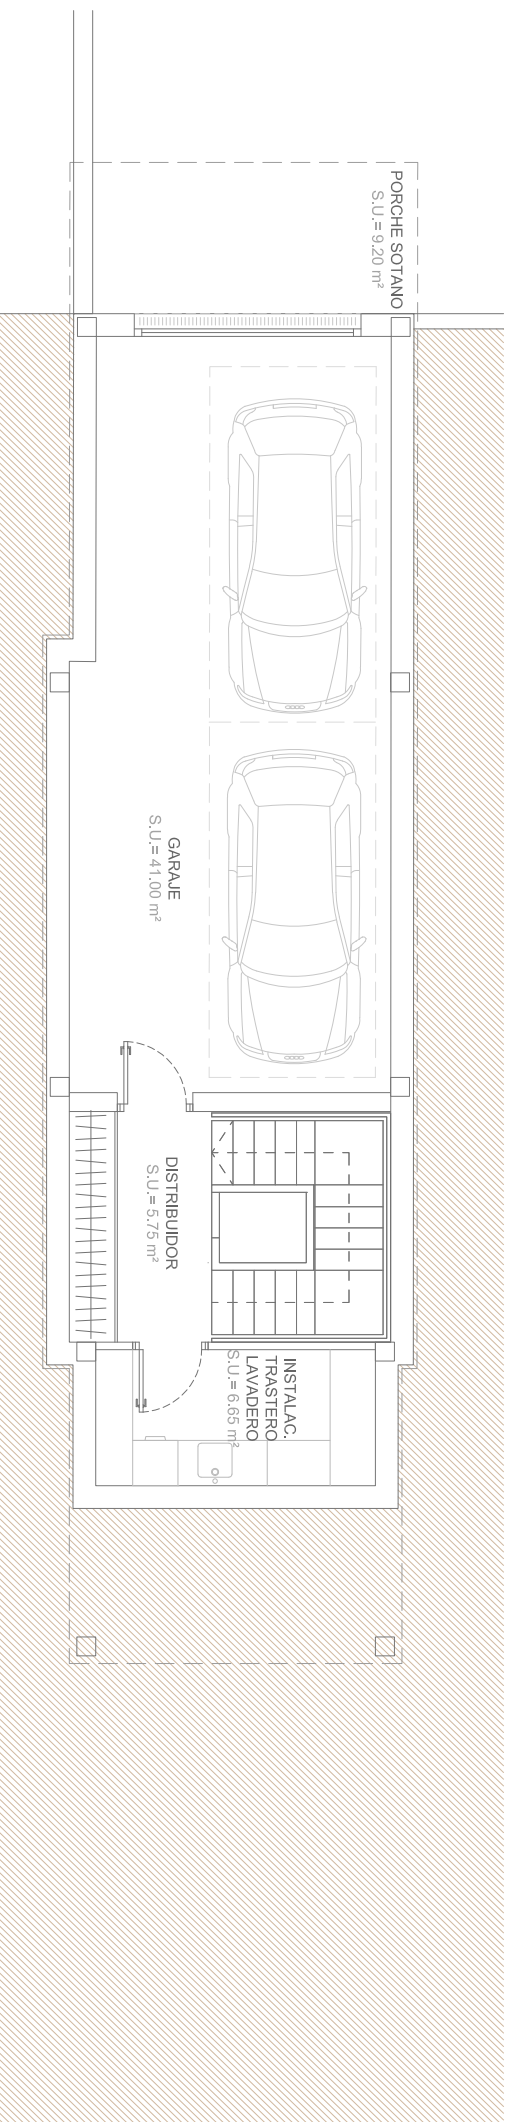 PORCHE SOTANO
S.U.= 9.20 m²
GARAJE
S.U.= 41.00 m²
DISTRIBUIDOR
S.U.= 5.75 m²
INSTALAC.
TRASTERO
LAVADERO
S.U.= 6.65 m²